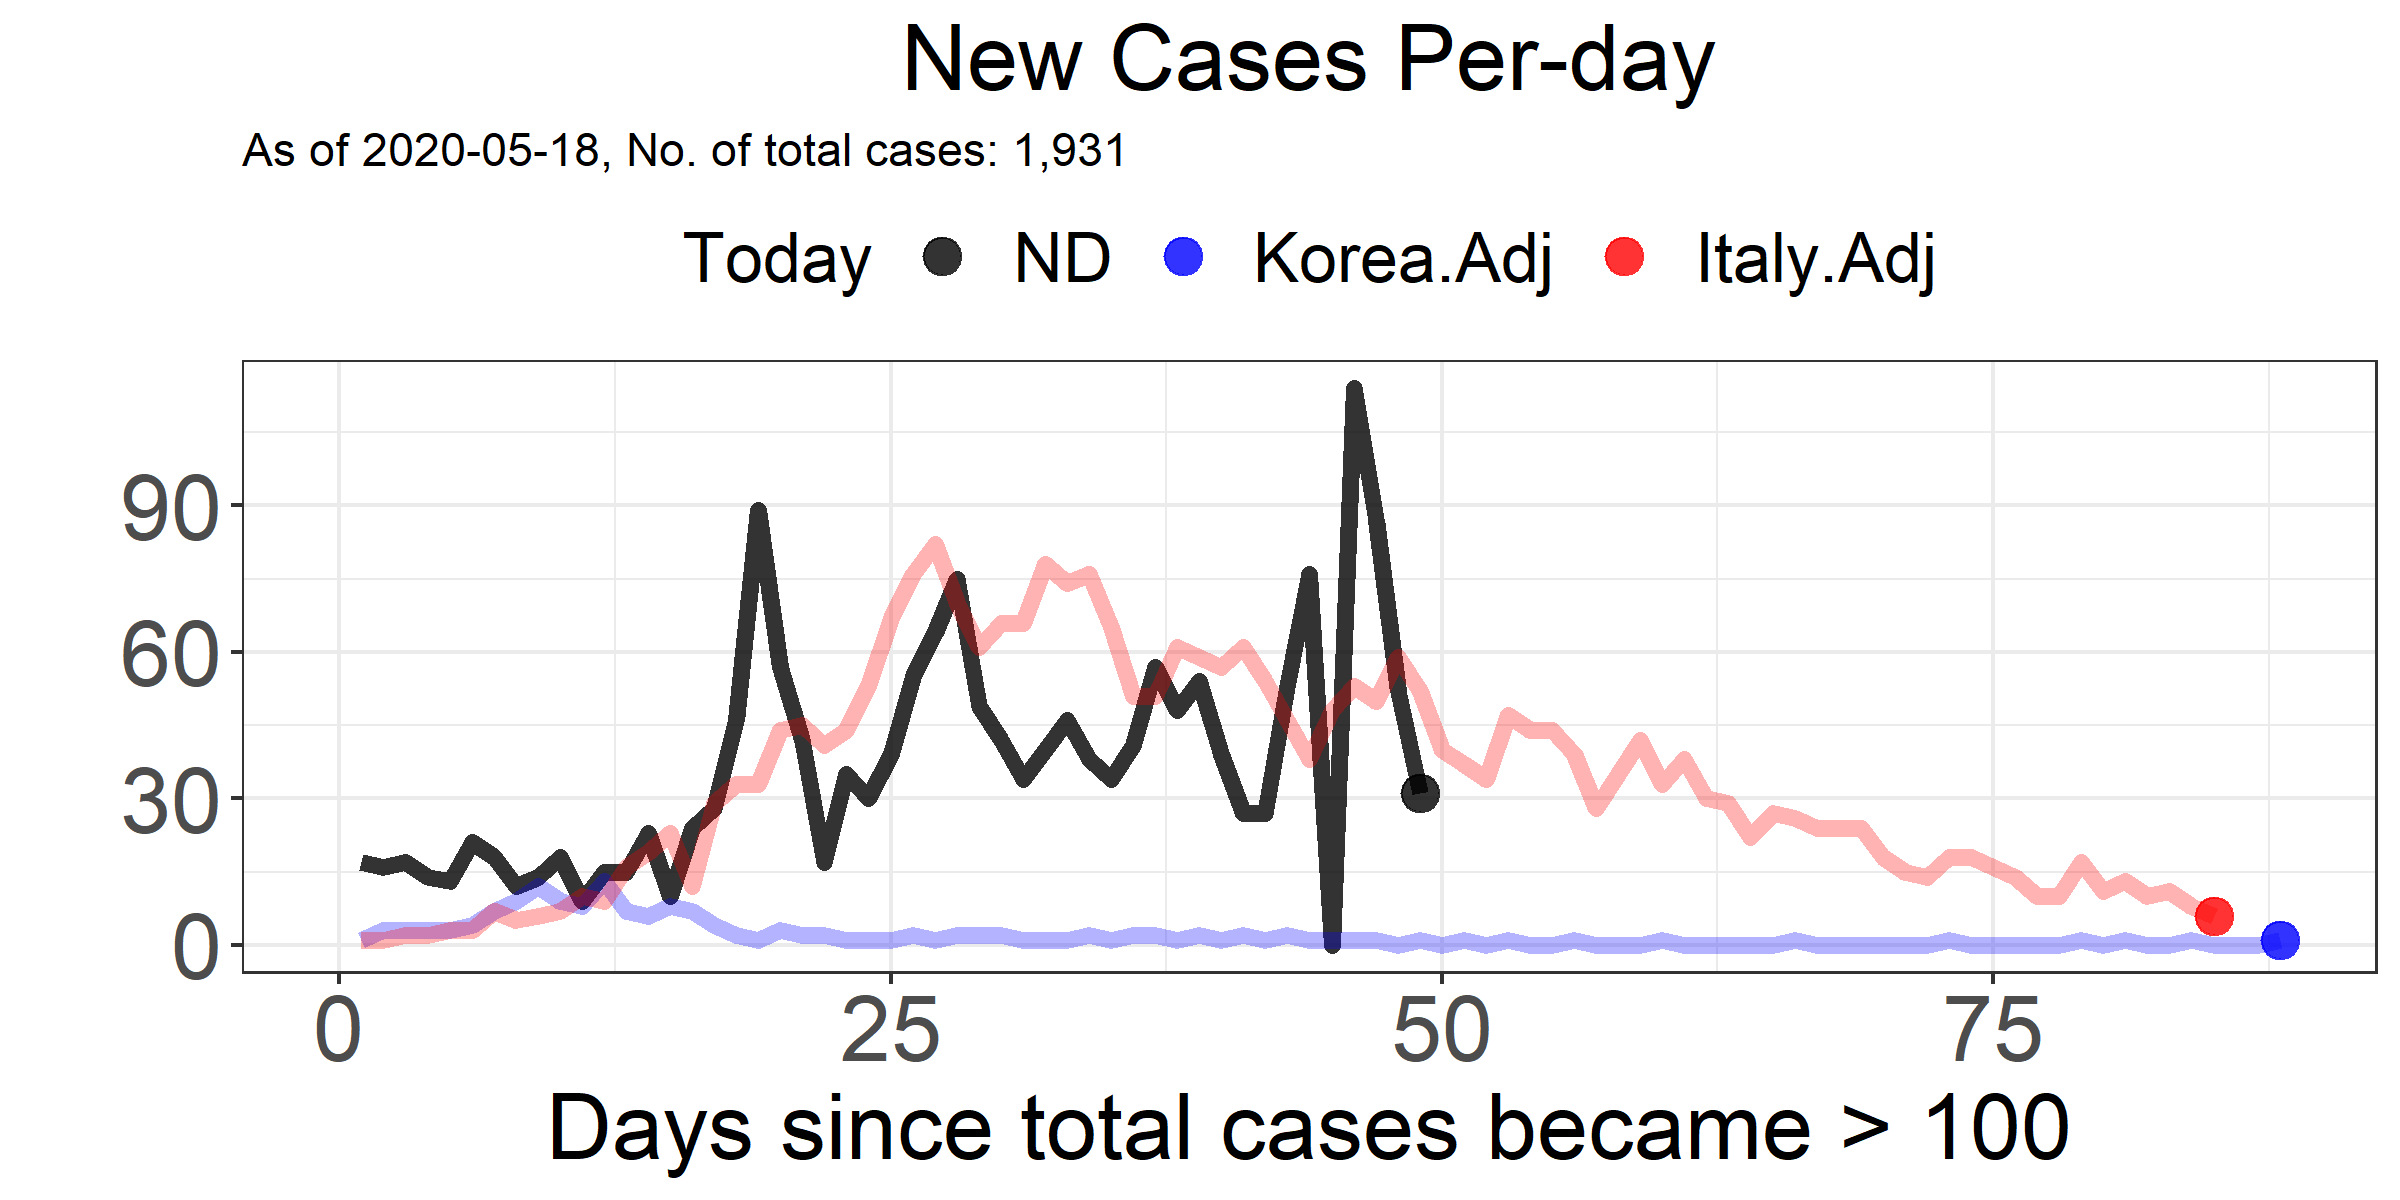 New Cases Per-day
As of 2020-05-18, No. of total cases: 1,931
Today ND Korea.Adj Italy.Adj
90
60
30
0
0 25 50 75
Days since total cases became > 100